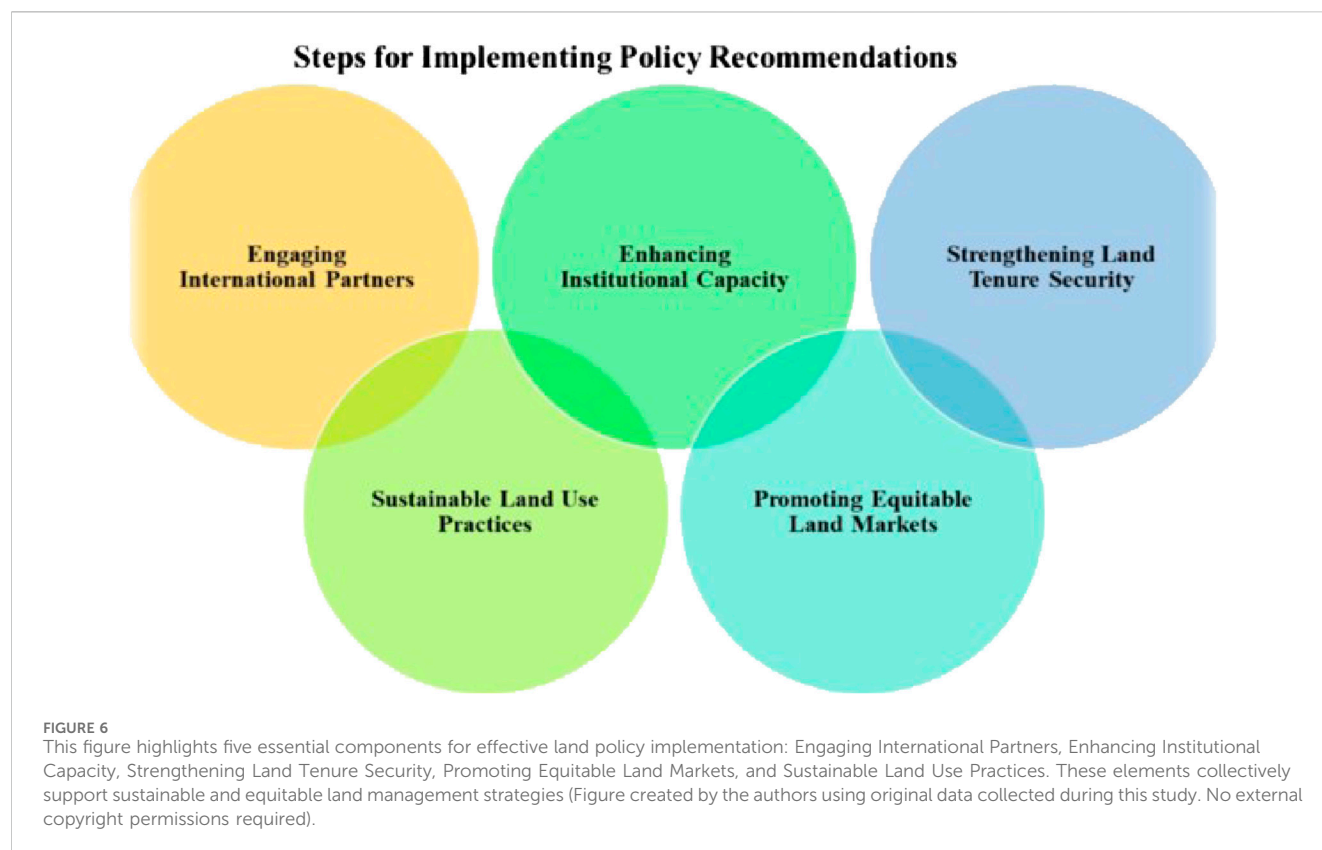 Steps for Implementing Policy Recommendations
Engaging
International Partners
Enhancing
Institutional Capacity
Strengthening Land
Tenure Security
Sustainable Land Use
Practices
Promoting Equitable
Land Markets
FIGURE 6
This figure highlights five essential components for effective land policy implementation: Engaging International Partners, Enhancing Institutional
Capacity, Strengthening Land Tenure Security, Promoting Equitable Land Markets, and Sustainable Land Use Practices. These elements collectively
support sustainable and equitable land management strategies (Figure created by the authors using original data collected during this study. No external
copyright permissions required).